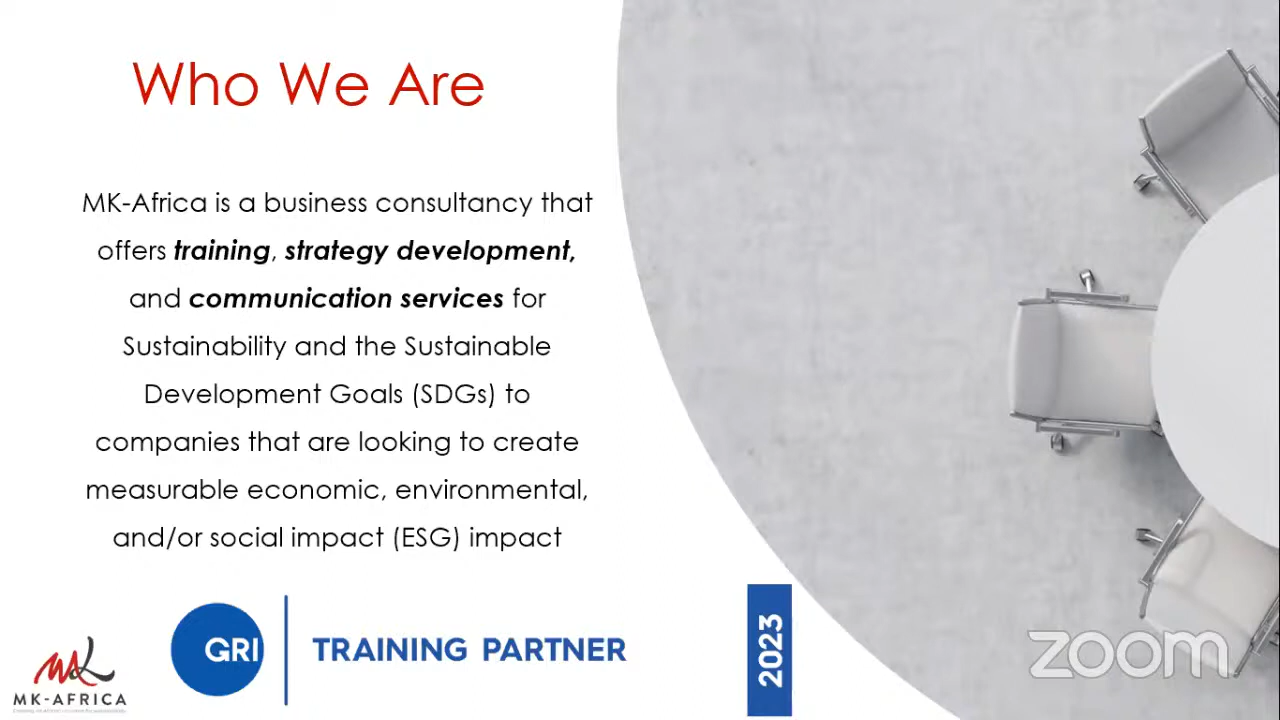 Who We Are
MK-Africa is a business consultancy that
offers training, strategy development,
and communication services for
Sustainability and the Sustainable
Development Goals (SDGs) to
companies that are looking to create
measurable economic, environmental,
and/or social impact (ESG) impact
MK-AFRICA
GRI
TRAINING PARTNER
2023
zoom